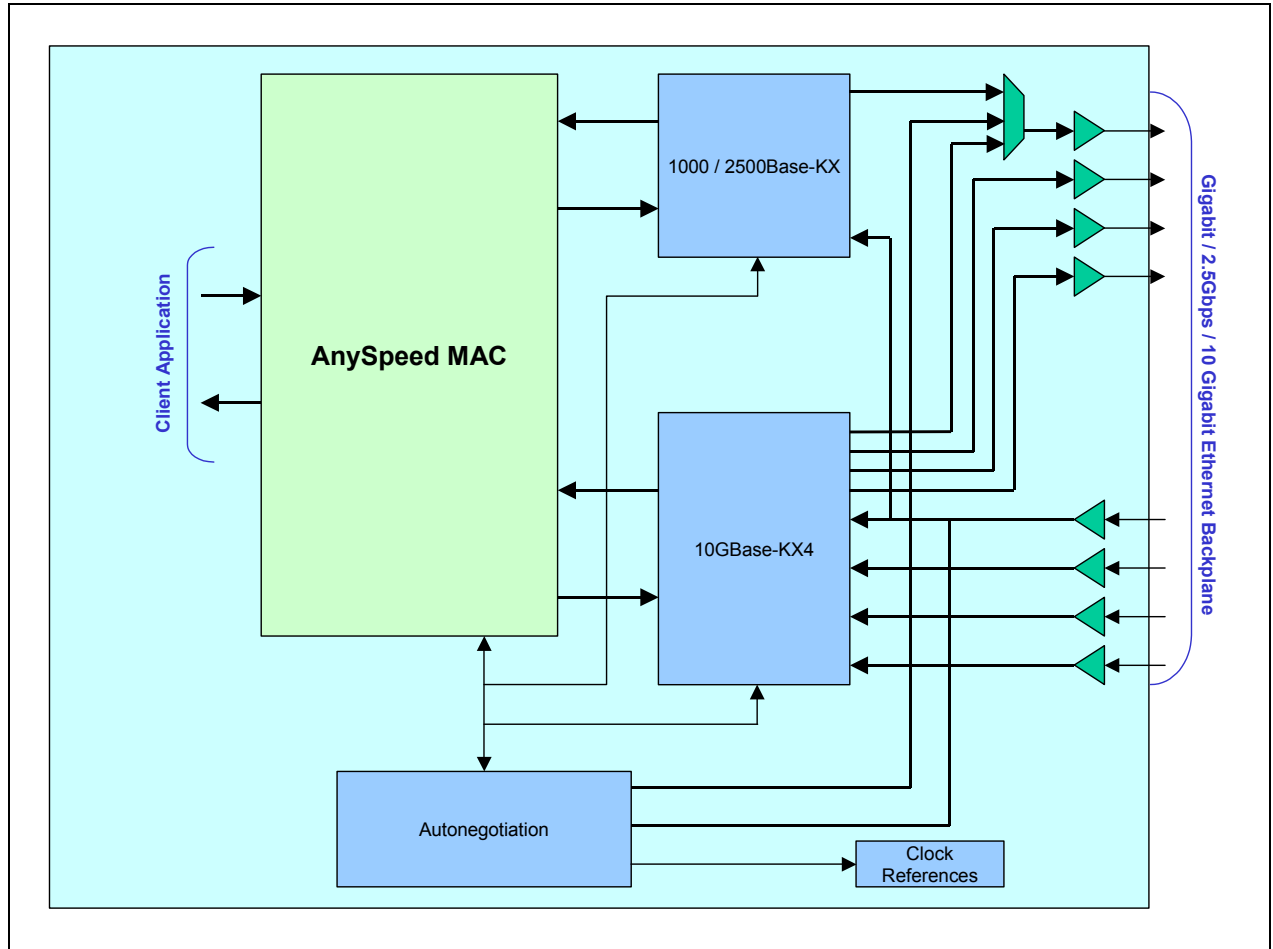 1000 / 2500Base-KX
AnySpeed MAC
Client Application
Gigabit / 2.5Gbps / 10 Gigabit Ethernet Backplane
10GBase-KX4
Autonegotiation
Clock
References